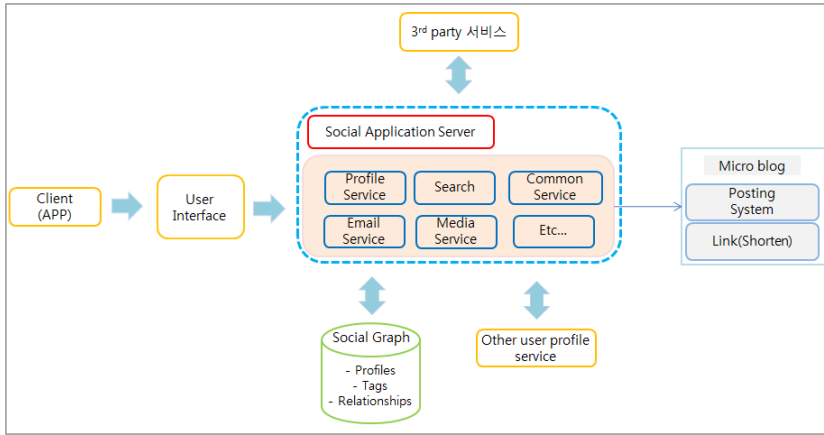 3rd party 서비스
Social Application Server
Profile
Service
Search
Common
Service
Email
Service
Media
Service
Etc...
Client
(APP)
User
Interface
Micro blog
Posting
System
Link(Shorten)
Social Graph
- Profiles
- Tags
- Relationships
Other user profile
service